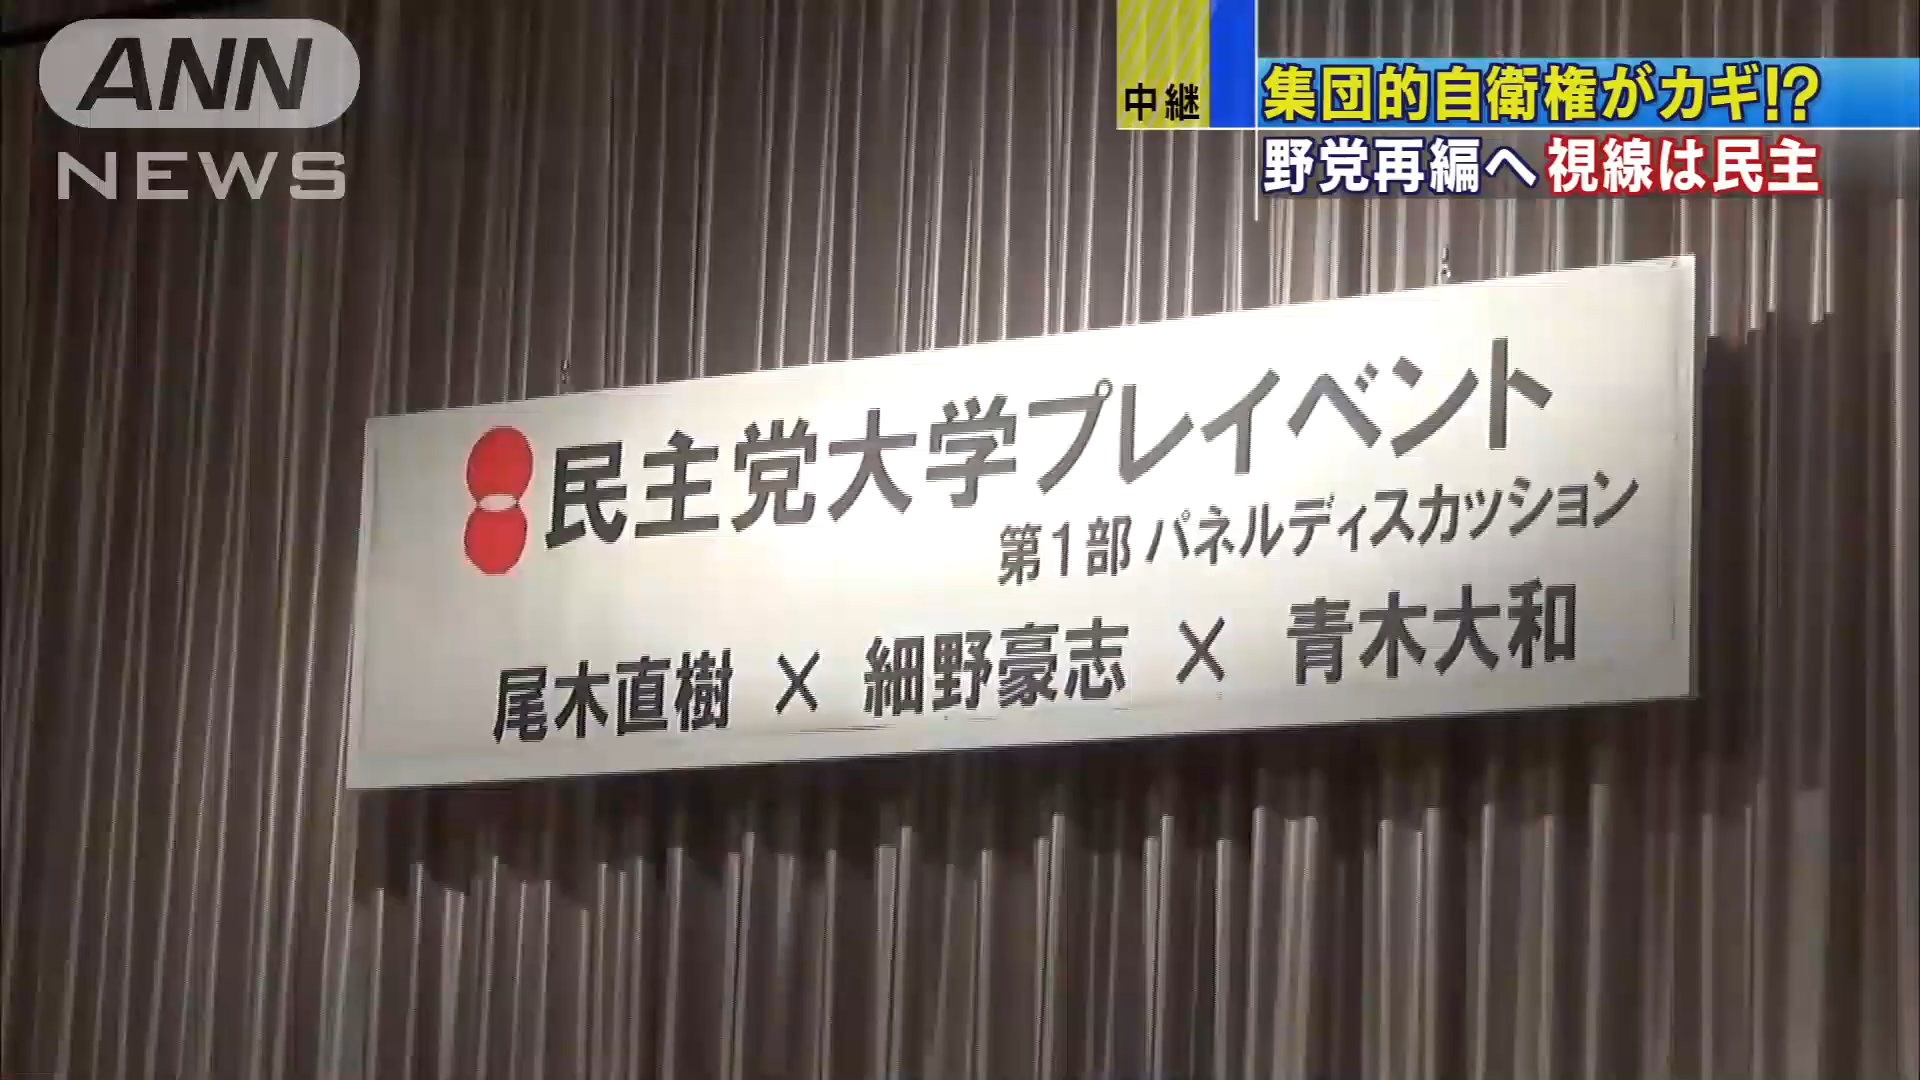 ANN
NEWS
中継
集団的自衛権がカギ!?
野党再編へ 視線は民主
民主党大学プレイベント
第1部 パネルディスカッション
尾木直樹 × 細野豪志 × 青木大和